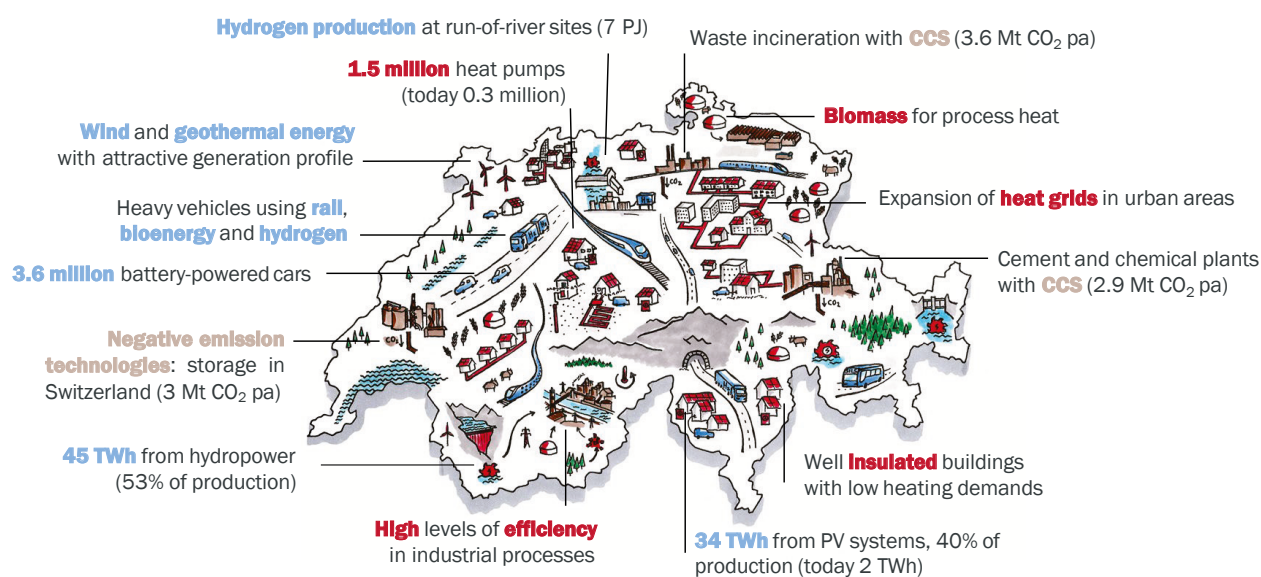 Hydrogen production at run-of-river sites (7 PJ)
Waste incineration with CCS (3.6 Mt CO₂ pa)
1.5 million heat pumps
(today 0.3 million)
Biomass for process heat
Wind and geothermal energy
with attractive generation profile
Expansion of heat grids in urban areas
Heavy vehicles using rail,
bioenergy and hydrogen
3.6 million battery-powered cars
Cement and chemical plants
with CCS (2.9 Mt CO₂ pa)
Negative emission
technologies: storage in
Switzerland (3 Mt CO₂ pa)
45 TWh from hydropower
(53% of production)
Well insulated buildings
with low heating demands
High levels of efficiency
in industrial processes
34 TWh from PV systems, 40% of
production (today 2 TWh)
CO₂
CO₂
CO₂